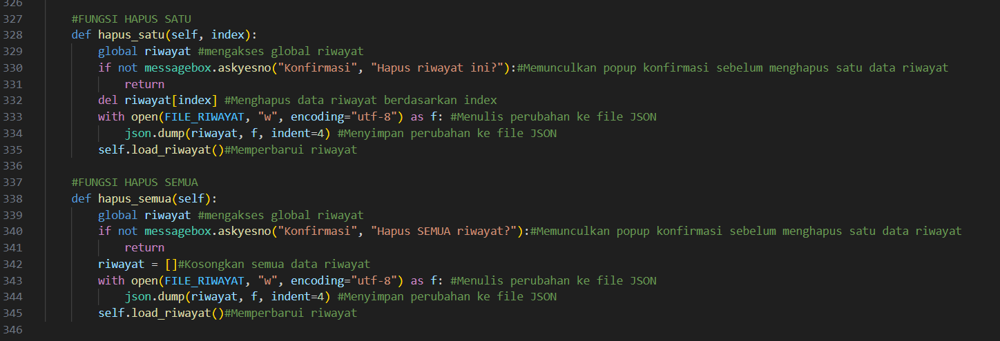 326
327 #FUNGSI HAPUS SATU
328 def hapus_satu(self, index):
329 global riwayat #mengakses global riwayat
330 if not messagebox.askyesno("Konfirmasi", "Hapus riwayat ini?"):#Memunculkan popup konfirmasi sebelum menghapus satu data riwayat
331 return
332 del riwayat[index] #Menghapus data riwayat berdasarkan index
333 with open(FILE_RIWAYAT, "w", encoding="utf-8") as f: #Menulis perubahan ke file JSON
334 json.dump(riwayat, f, indent=4) #Menyimpan perubahan ke file JSON
335 self.load_riwayat()#Memperbarui riwayat
336
337 #FUNGSI HAPUS SEMUA
338 def hapus_semua(self):
339 global riwayat #mengakses global riwayat
340 if not messagebox.askyesno("Konfirmasi", "Hapus SEMUA riwayat?"):#Memunculkan popup konfirmasi sebelum menghapus satu data riwayat
341 return
342 riwayat = []#Kosongkan semua data riwayat
343 with open(FILE_RIWAYAT, "w", encoding="utf-8") as f: #Menulis perubahan ke file JSON
344 json.dump(riwayat, f, indent=4) #Menyimpan perubahan ke file JSON
345 self.load_riwayat()#Memperbarui riwayat
346